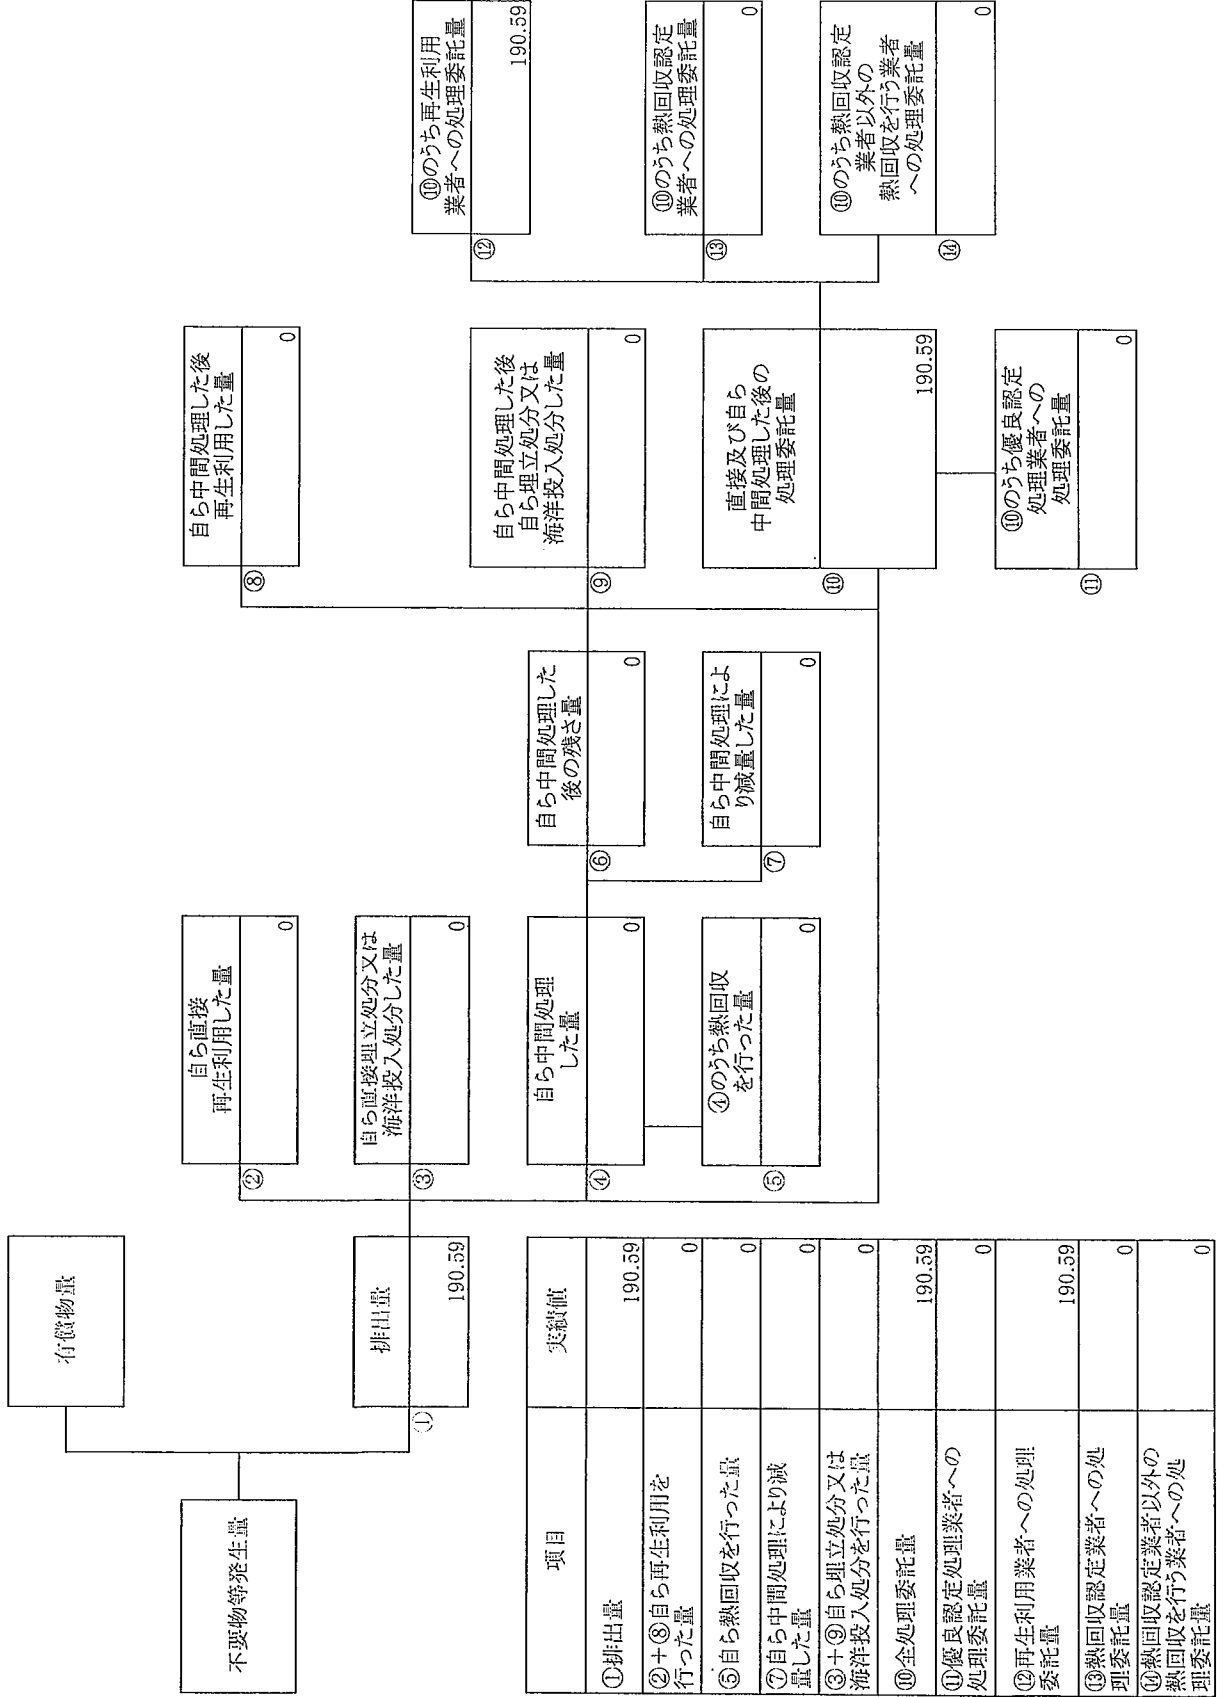 不要物等発生量
有償物量
①
排出量
190.59
②
自ら直接
再生利用した量
0
③
自ら直接埋立処分又は
海洋投入処分した量
0
④
自ら中間処理
した量
0
⑤
④のうち熱回収
を行った量
0
⑥
自ら中間処理した
後の残さ量
0
⑦
自ら中間処理によ
り減量した量
0
⑧
自ら中間処理した後
再生利用した量
0
⑨
自ら中間処理した後
自ら埋立処分又は
海洋投入処分した量
0
⑩
直接及び自ら
中間処理した後の
処理委託量
190.59
⑪
⑩のうち優良認定
処理業者への
処理委託量
0
⑫
⑩のうち再生利用
業者への処理委託量
190.59
⑬
⑩のうち熱回収認定
業者への処理委託量
0
⑭
⑩のうち熱回収認定
業者以外の
熱回収を行う業者
への処理委託量
0
項目
実績値
①排出量
190.59
②+⑧自ら再生利用を
行った量
0
⑤自ら熱回収を行った量
0
⑦自ら中間処理により減
量した量
0
③+⑨自ら埋立処分又は
海洋投入処分を行った量
0
⑩全処理委託量
190.59
⑪優良認定処理業者への
処理委託量
0
⑫再生利用業者への処理
委託量
190.59
⑬熱回収認定業者への処
理委託量
0
⑭熱回収認定業者以外の
熱回収を行う業者への処
理委託量
0